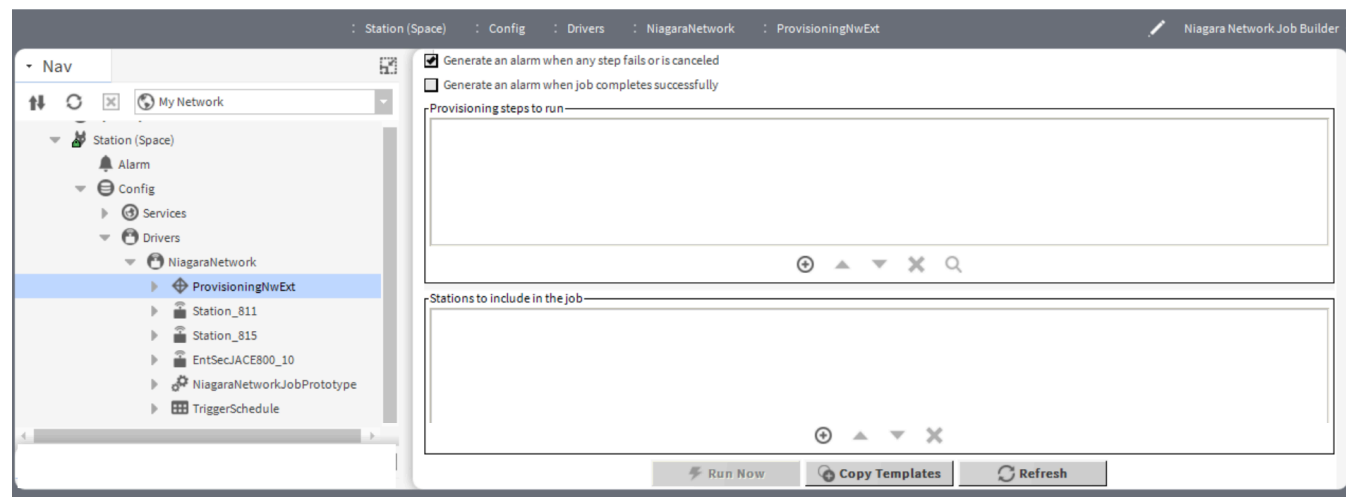 : Station (Space) : Config : Drivers : NiagaraNetwork : ProvisioningNwExt Niagara Network Job Builder
Nav
My Network
Station (Space)
Alarm
Config
Services
Drivers
NiagaraNetwork
ProvisioningNwExt
Station_811
Station_815
EntSecJACE800_10
NiagaraNetworkJobPrototype
TriggerSchedule
Generate an alarm when any step fails or is canceled
Generate an alarm when job completes successfully
Provisioning steps to run
Stations to include in the job
Run Now Copy Templates Refresh